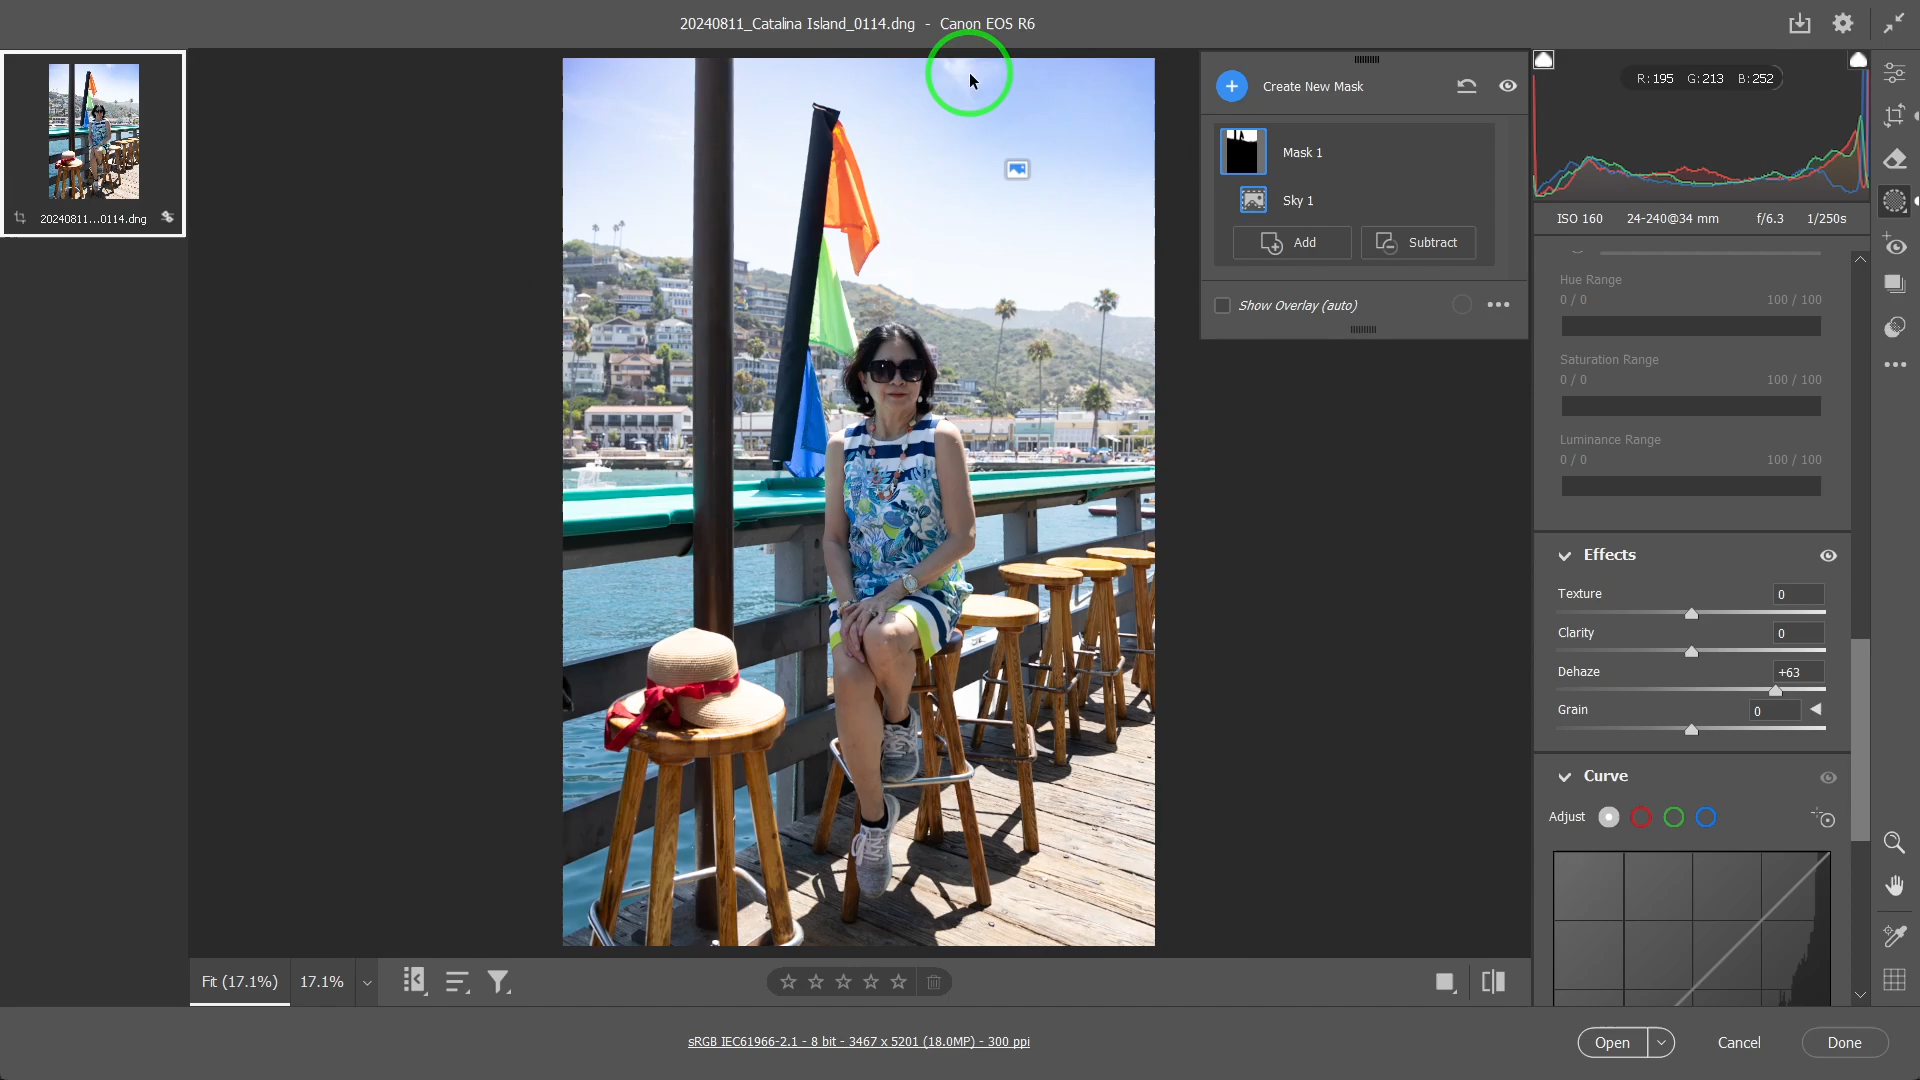 20240811_Catalina Island_0114.dng - Canon EOS R6
20240811...0114.dng
Create New Mask
Mask 1
Sky 1
Add
Subtract
Show Overlay (auto)
R:195 G:213 B:252
ISO 160 24-240@34 mm f/6.3 1/250s
Hue Range
0 / 0 100 / 100
Saturation Range
0 / 0 100 / 100
Luminance Range
0 / 0 100 / 100
Effects
Texture 0
Clarity 0
Dehaze +63
Grain 0
Curve
Adjust
Fit (17.1%) 17.1%
sRGB IEC61966-2.1 - 8 bit - 3467 x 5201 (18.0MP) - 300 ppi
Open Cancel Done